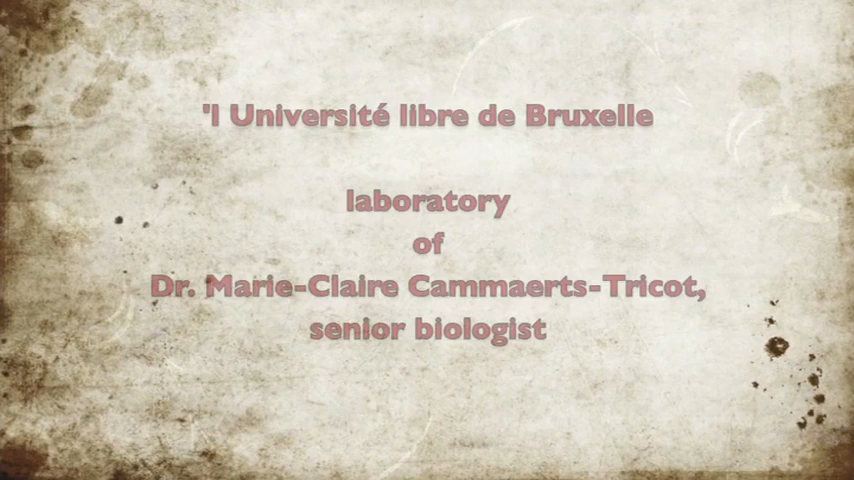 'l Université libre de Bruxelle
laboratory
of
Dr. Marie-Claire Cammaerts-Tricot,
senior biologist